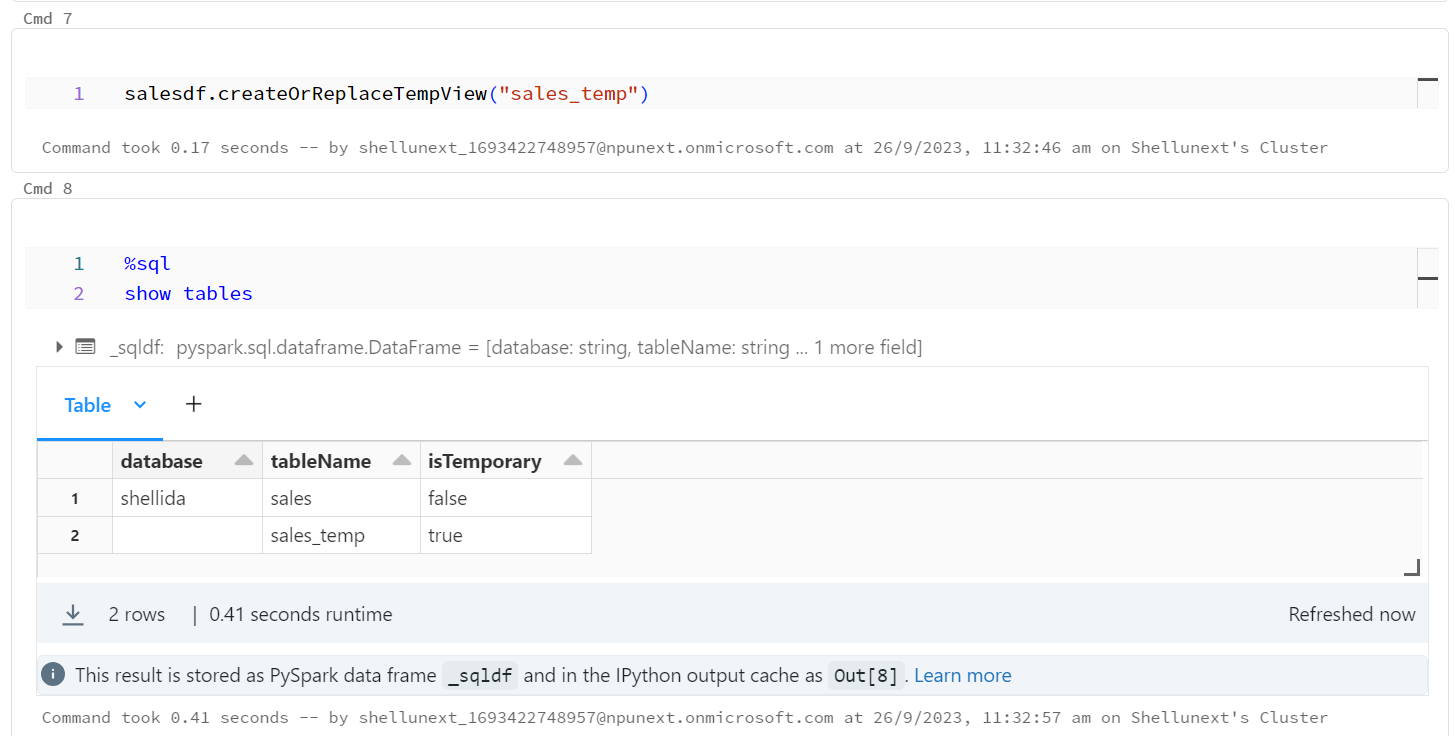 Cmd 7
1 salesdf.createOrReplaceTempView("sales_temp")
Command took 0.17 seconds -- by shellunext_1693422748957@npunext.onmicrosoft.com at 26/9/2023, 11:32:46 am on Shellunext's Cluster
Cmd 8
1 %sql
2 show tables
_sqldf: pyspark.sql.dataframe.DataFrame = [database: string, tableName: string ... 1 more field]
Table +
database tableName isTemporary
1 shellida sales false
2 sales_temp true
2 rows | 0.41 seconds runtime Refreshed now
i This result is stored as PySpark data frame _sqldf and in the IPython output cache as Out[8]. Learn more
Command took 0.41 seconds -- by shellunext_1693422748957@npunext.onmicrosoft.com at 26/9/2023, 11:32:57 am on Shellunext's Cluster